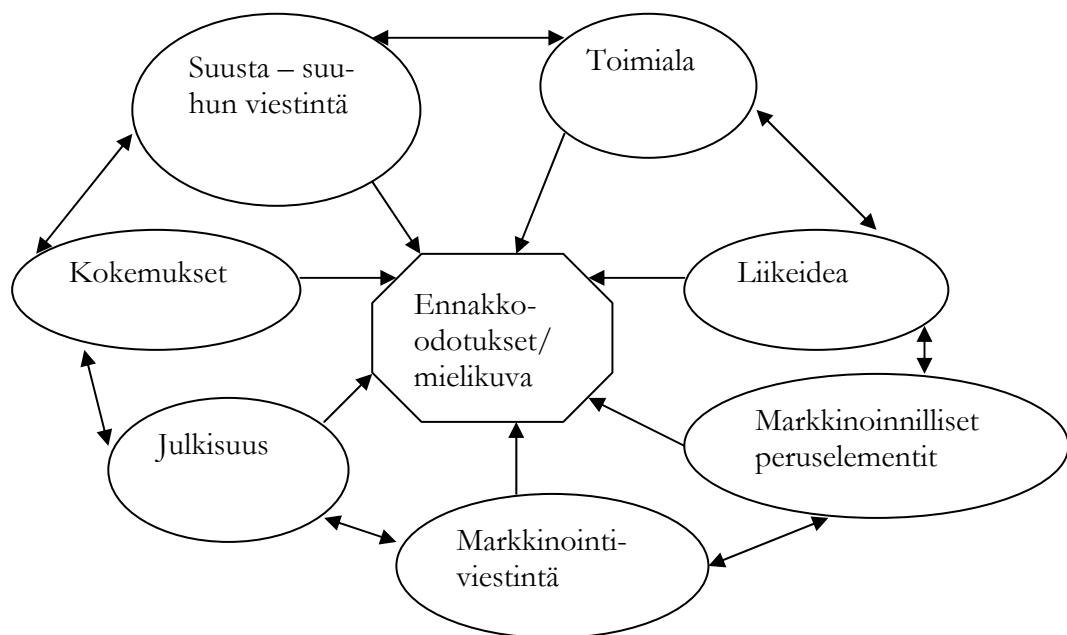 Suusta – suu-
hun viestintä
Toimiala
Kokemukset
Ennakko-
odotukset/
mielikuva
Liikeidea
Julkisuus
Markkinoinnilliset
peruselementit
Markkinointi-
viestintä